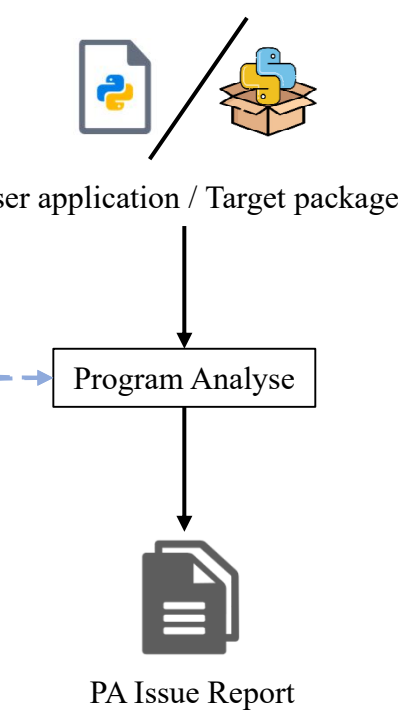 ser application / Target package
Program Analyse
PA Issue Report